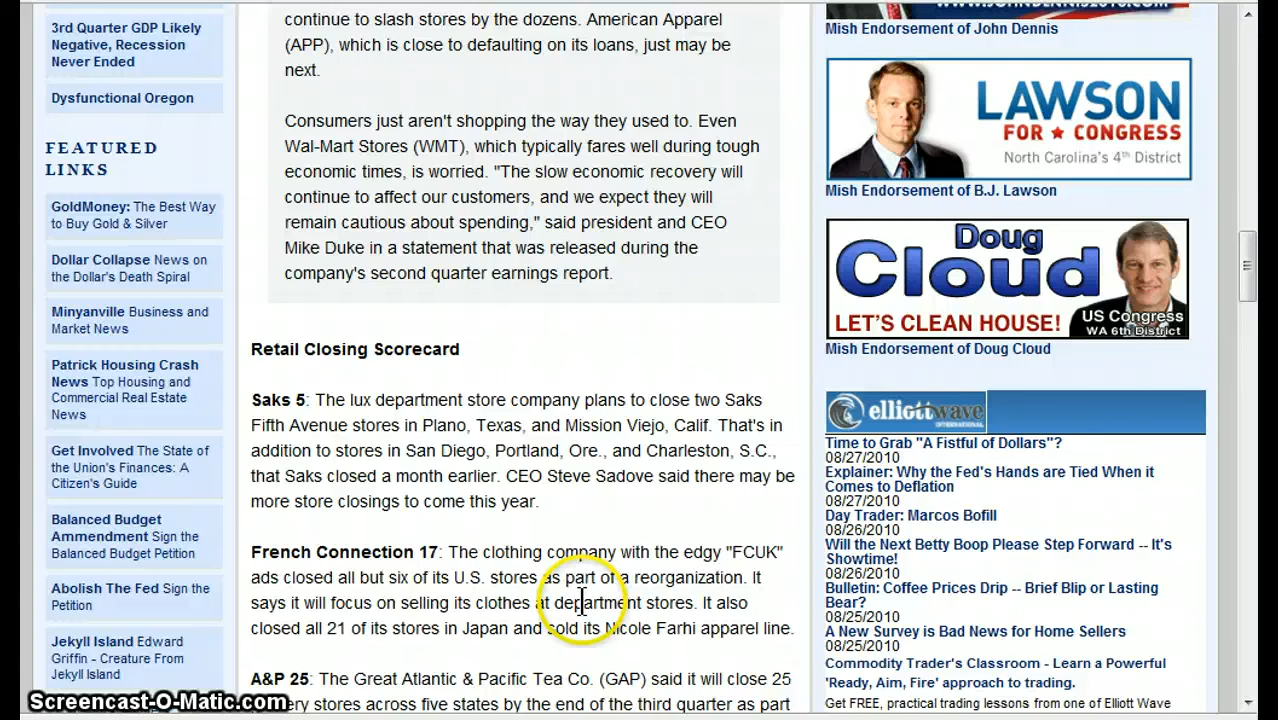 3rd Quarter GDP Likely
Negative, Recession
Never Ended
Dysfunctional Oregon
FEATURED
LINKS
GoldMoney: The Best Way
to Buy Gold & Silver
Dollar Collapse News on
the Dollar's Death Spiral
Minyanville Business and
Market News
Patrick Housing Crash
News Top Housing and
Commercial Real Estate
News
Get Involved The State of
the Union's Finances: A
Citizen's Guide
Balanced Budget
Ammendment Sign the
Balanced Budget Petition
Abolish The Fed Sign the
Petition
Jekyll Island Edward
Griffin - Creature From
Jekyll Island
continue to slash stores by the dozens. American Apparel
(APP), which is close to defaulting on its loans, just may be
next.
Consumers just aren't shopping the way they used to. Even
Wal-Mart Stores (WMT), which typically fares well during tough
economic times, is worried. "The slow economic recovery will
continue to affect our customers, and we expect they will
remain cautious about spending," said president and CEO
Mike Duke in a statement that was released during the
company's second quarter earnings report.
Retail Closing Scorecard
Saks 5: The lux department store company plans to close two Saks
Fifth Avenue stores in Plano, Texas, and Mission Viejo, Calif. That's in
addition to stores in San Diego, Portland, Ore., and Charleston, S.C.,
that Saks closed a month earlier. CEO Steve Sadove said there may be
more store closings to come this year.
French Connection 17: The clothing company with the edgy "FCUK"
ads closed all but six of its U.S. stores as part of a reorganization. It
says it will focus on selling its clothes at department stores. It also
closed all 21 of its stores in Japan and sold its Nicole Farhi apparel line.
A&P 25: The Great Atlantic & Pacific Tea Co. (GAP) said it will close 25
stores across five states by the end of the third quarter as part
Mish Endorsement of John Dennis
LAWSON
FOR ★ CONGRESS
North Carolina's 4th District
Mish Endorsement of B.J. Lawson
Doug
Cloud
LET'S CLEAN HOUSE!
US Congress
WA 6th District
Mish Endorsement of Doug Cloud
elliottwave
INTERNATIONAL
Time to Grab "A Fistful of Dollars"?
08/27/2010
Explainer: Why the Fed's Hands are Tied When it
Comes to Deflation
08/27/2010
Day Trader: Marcos Bofill
08/26/2010
Will the Next Betty Boop Please Step Forward -- It's
Showtime!
08/26/2010
Bulletin: Coffee Prices Drip -- Brief Blip or Lasting
Bear?
08/25/2010
A New Survey is Bad News for Home Sellers
08/25/2010
Commodity Trader's Classroom - Learn a Powerful
'Ready, Aim, Fire' approach to trading.
Get FREE, practical trading lessons from one of Elliott Wave
Screencast-O-Matic.com